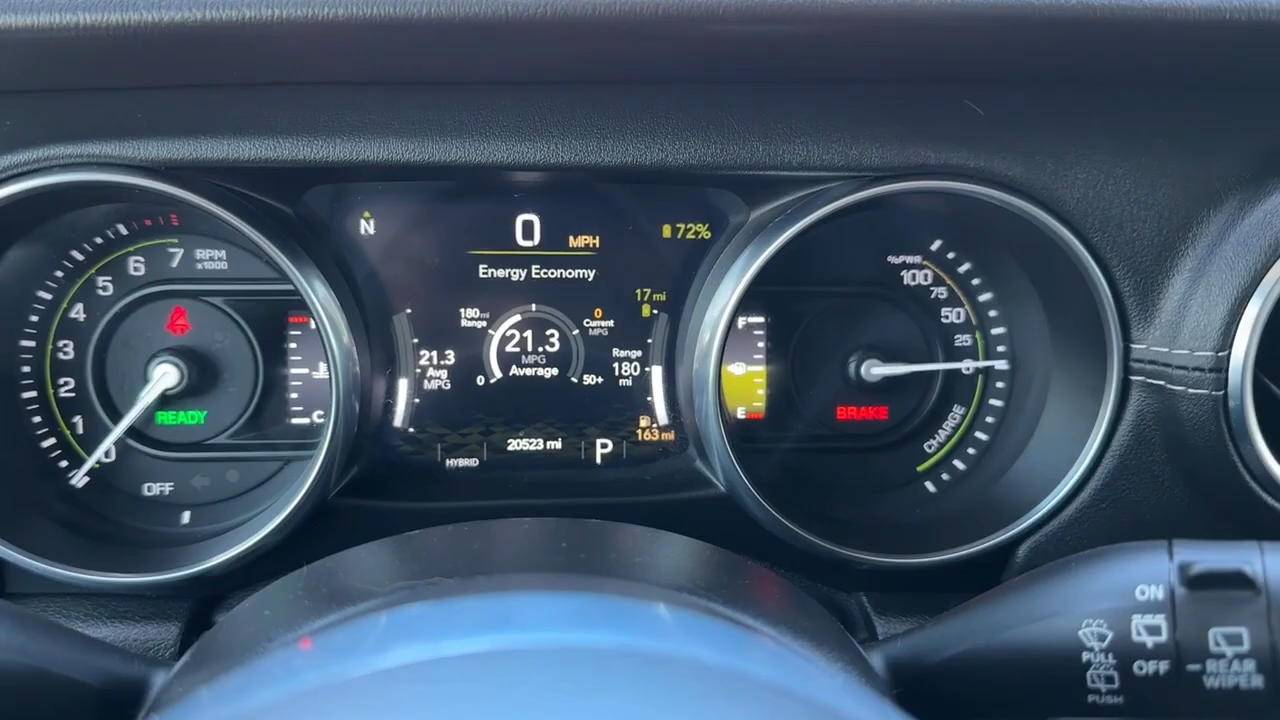 RPM
x1000
7
6
5
4
3
2
1
0
READY
OFF
C
N
0 MPH
72%
Energy Economy
180 mi
Range
0
Current
MPG
21.3
MPG
Average
0
50+
21.3
Avg
MPG
17 mi
Range
180
mi
163 mi
20523 mi
HYBRID
P
F
E
%PWR
100
75
50
25
0
CHARGE
BRAKE
ON
OFF
PULL
PUSH
REAR
WIPER